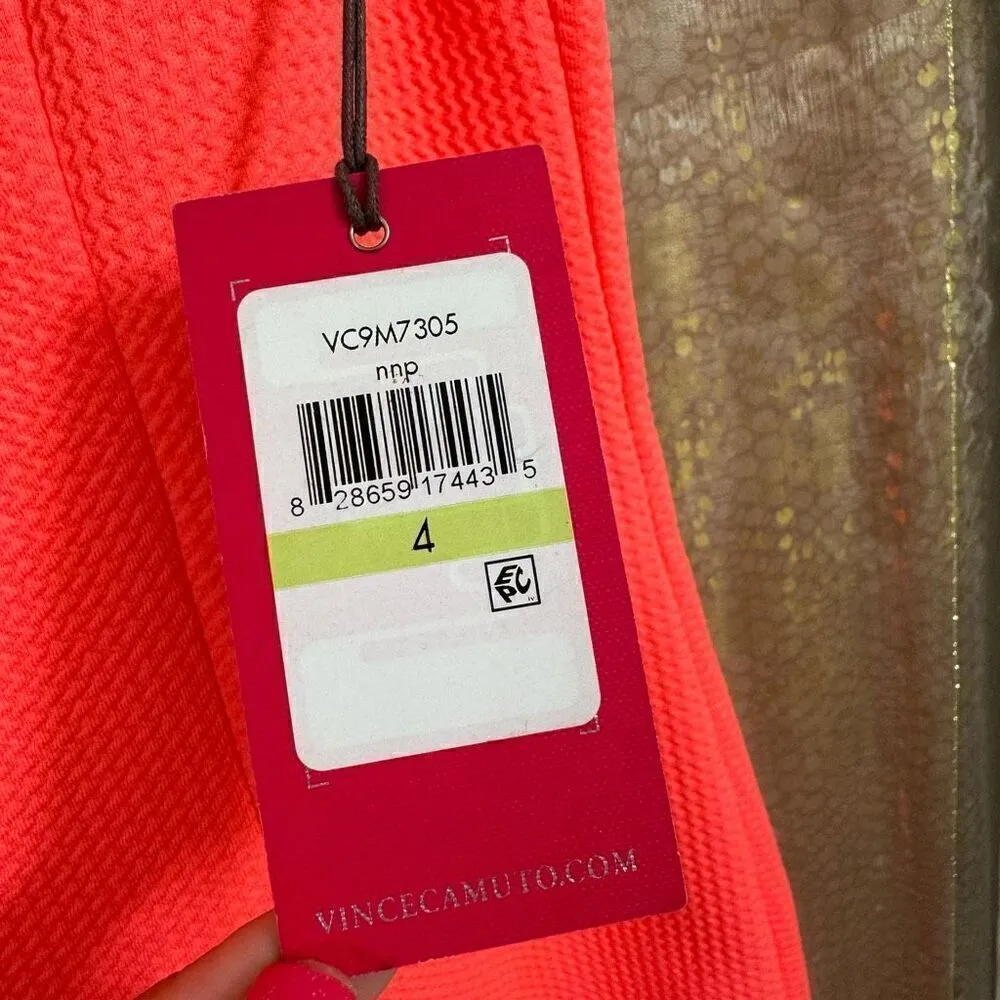 VC9M7305
nnp
8 28659 17443 5
4
EPC
VINCECAMUTO.COM